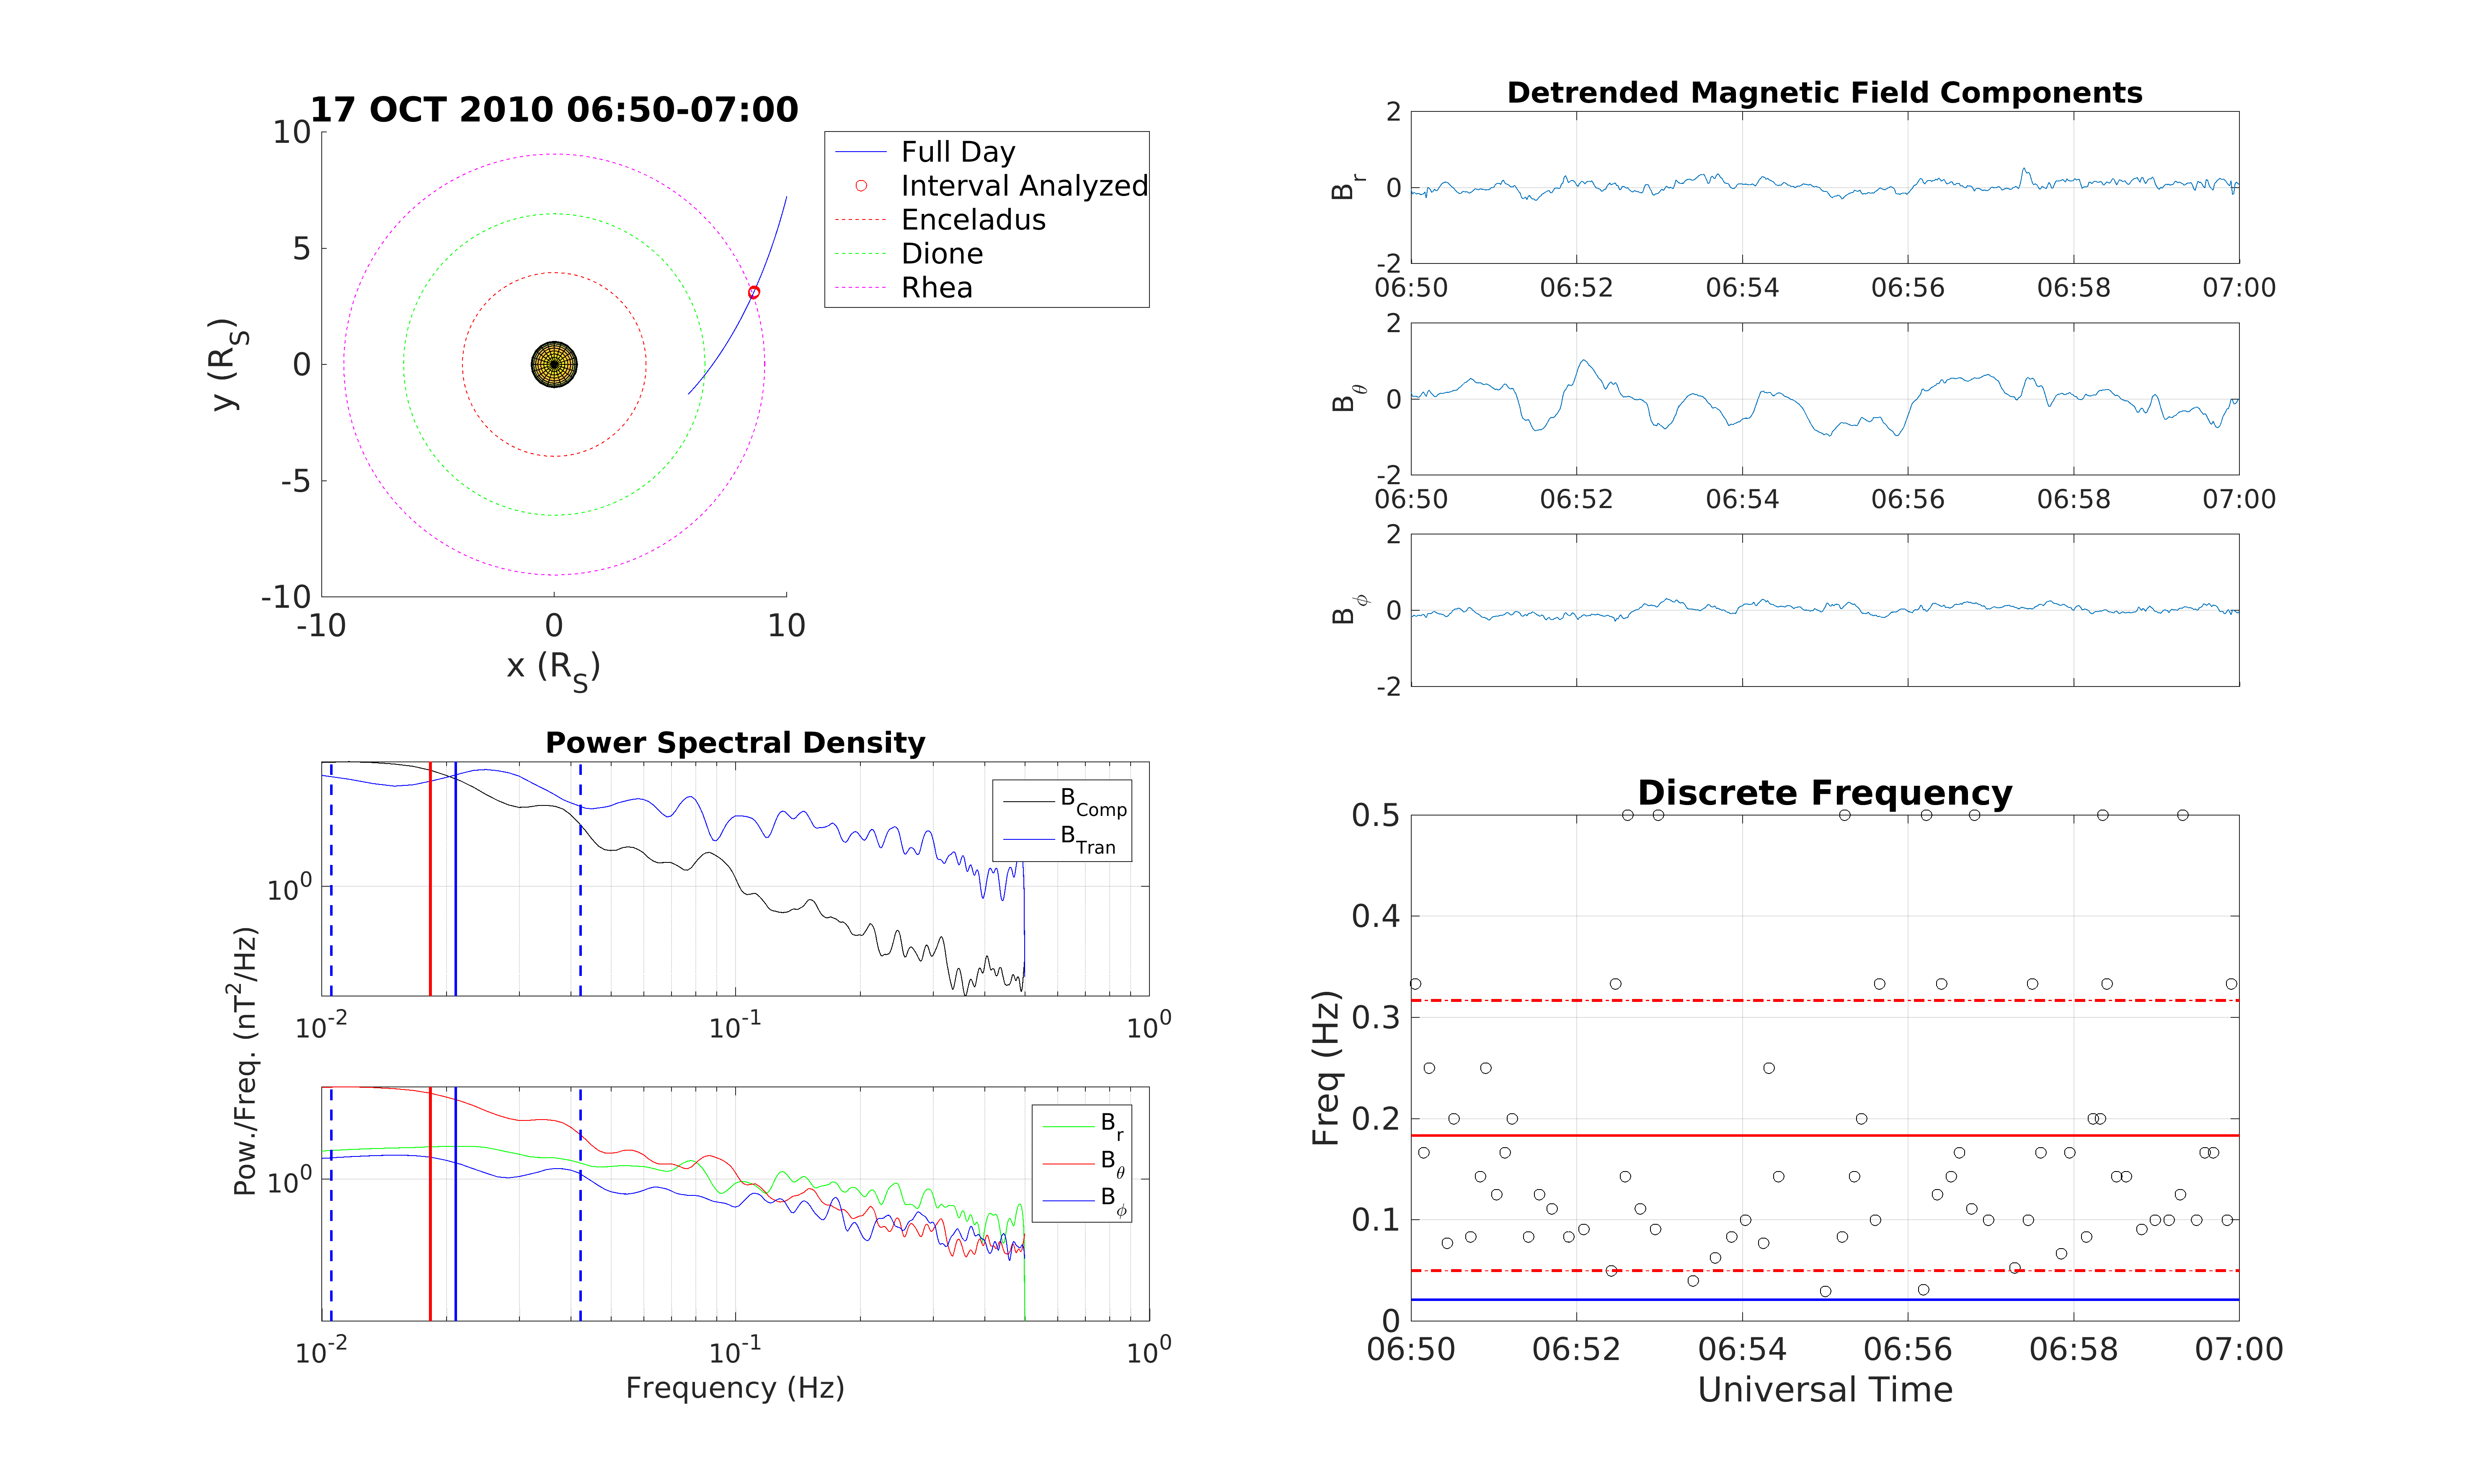 17 OCT 2010 06:50-07:00
10
5
0
-5
-10
-10 0 10
x (R_S)
y (R_S)
Full Day
Interval Analyzed
Enceladus
Dione
Rhea
Detrended Magnetic Field Components
2
0
-2
B_r
06:50 06:52 06:54 06:56 06:58 07:00
2
0
-2
B_θ
06:50 06:52 06:54 06:56 06:58 07:00
2
0
-2
B_ϕ
Power Spectral Density
10^0
B_Comp
B_Tran
10^-2 10^-1 10^0
Pow./Freq. (nT^2/Hz)
10^0
B_r
B_θ
B_ϕ
10^-2 10^-1 10^0
Frequency (Hz)
Discrete Frequency
0.5
0.4
0.3
0.2
0.1
0
Freq (Hz)
06:50 06:52 06:54 06:56 06:58 07:00
Universal Time